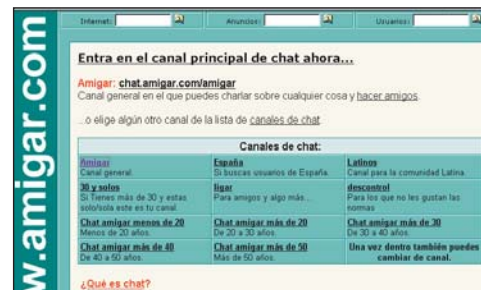 Internet: Anuncios: Usuarios:
www.amigar.com
Entra en el canal principal de chat ahora...
Amigar: chat.amigar.com/amigar
Canal general en el que puedes charlar sobre cualquier cosa y hacer amigos.
...o elige algún otro canal de la lista de canales de chat.
Canales de chat:
Amigar España Latinos
Canal general. Si buscas usuarios de España. Canal para la comunidad Latina.
30 y solos ligar descontrol
Si Tienes más de 30 y estas Para amigos y algo más... Para los que no les gustan las
solo/sola este es tu canal. normas
Chat amigar menos de 20 Chat amigar más de 20 Chat amigar más de 30
Menos de 20 años. De 20 a 30 años. De 30 a 40 años.
Chat amigar más de 40 Chat amigar más de 50 Una vez dentro también puedes
De 40 a 50 años. Más de 50 años. cambiar de canal.
¿Qué es chat?